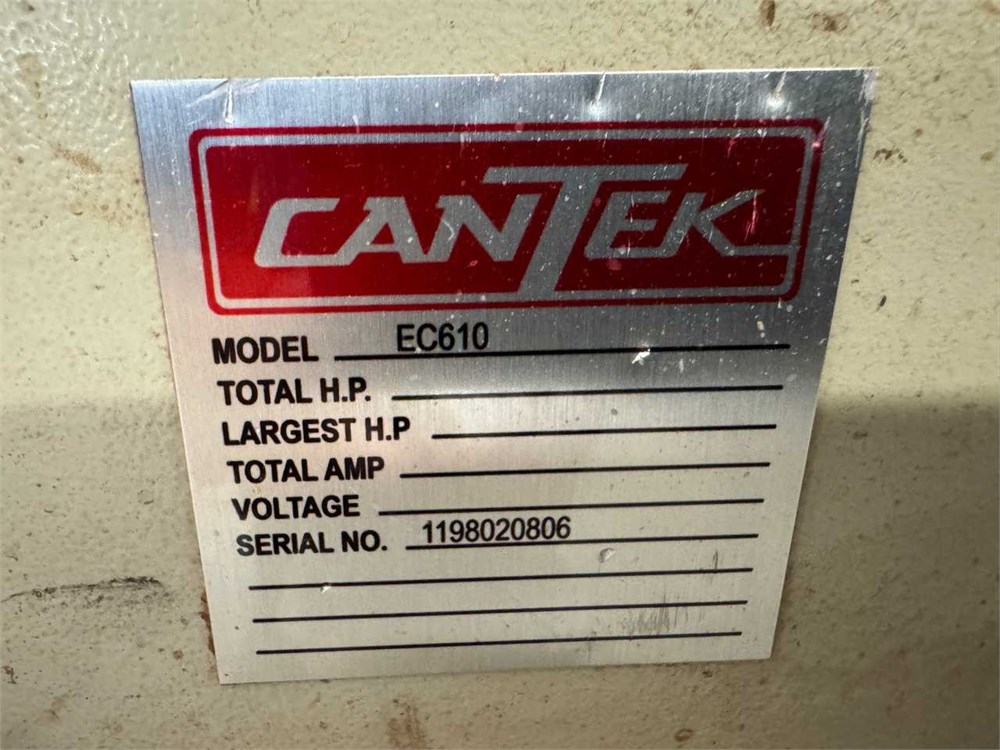 CANTEK
MODEL EC610
TOTAL H.P.
LARGEST H.P
TOTAL AMP
VOLTAGE
SERIAL NO. 1198020806